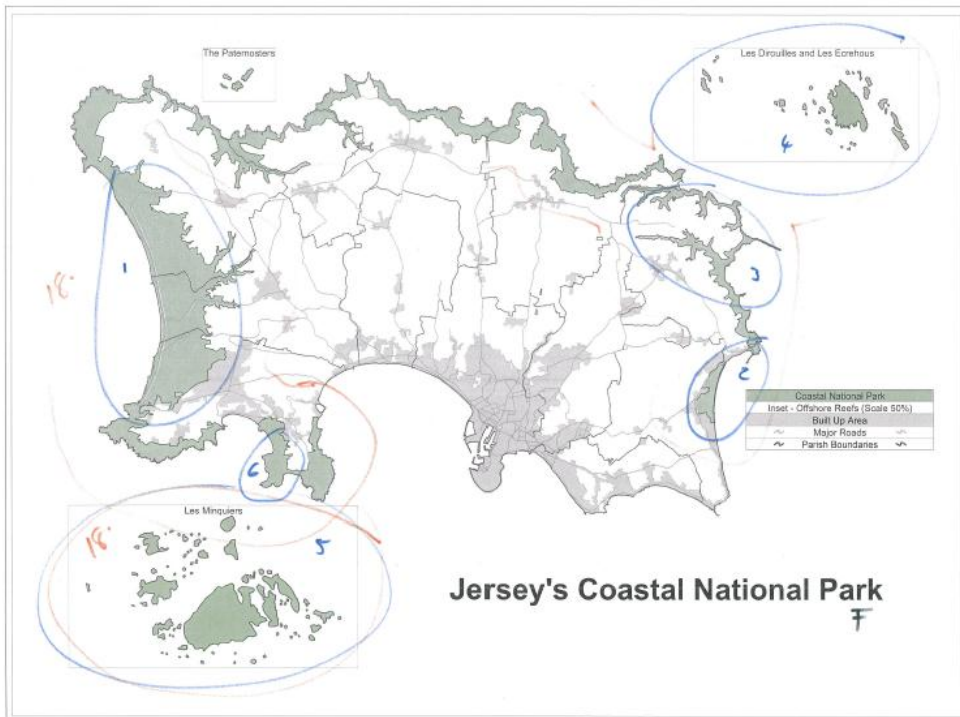 The Paternosters
Les Dirouilles and Les Ecrehous
4
1
18.
3
2
Coastal National Park
Inset - Offshore Reefs (Scale 50%)
Built Up Area
Major Roads
Parish Boundaries
6
Les Minquiers
18.
5
Jersey's Coastal National Park
F